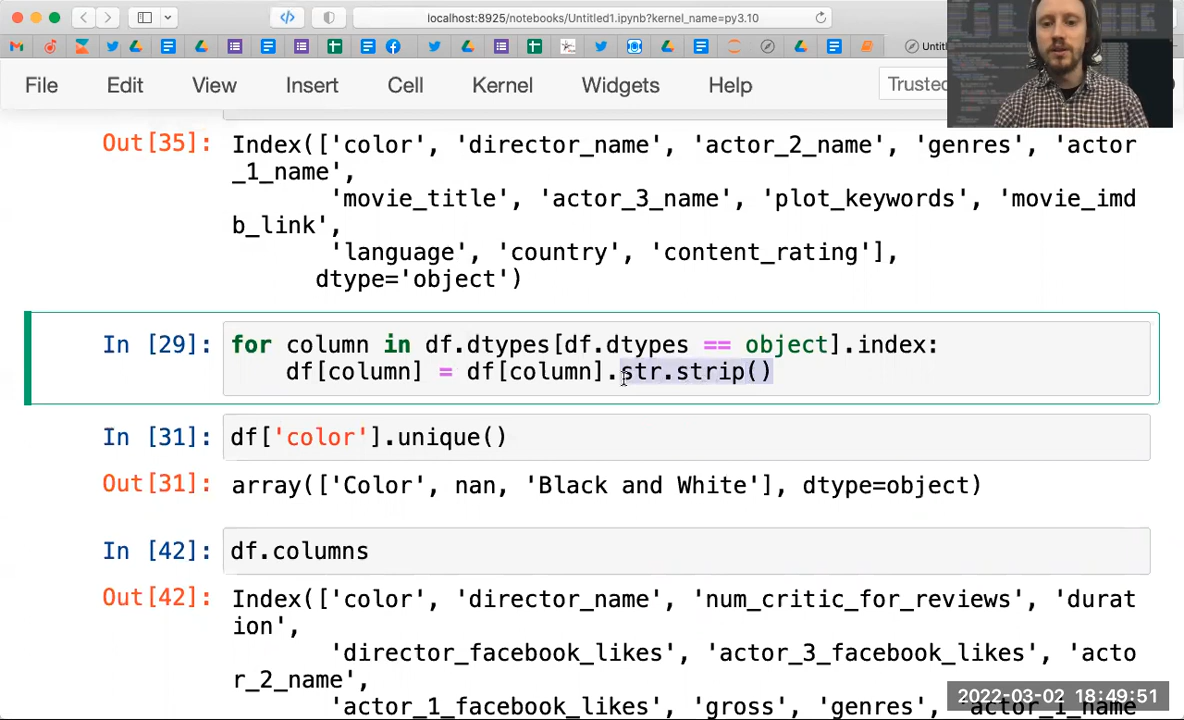 localhost:8925/notebooks/Untitled1.ipynb?kernel_name=py3.10
File Edit View Insert Cell Kernel Widgets Help Trusted
Out[35]: Index(['color', 'director_name', 'actor_2_name', 'genres', 'actor
_1_name',
'movie_title', 'actor_3_name', 'plot_keywords', 'movie_imd
b_link',
'language', 'country', 'content_rating'],
dtype='object')
In [29]: for column in df.dtypes[df.dtypes == object].index:
df[column] = df[column].str.strip()
In [31]: df['color'].unique()
Out[31]: array(['Color', nan, 'Black and White'], dtype=object)
In [42]: df.columns
Out[42]: Index(['color', 'director_name', 'num_critic_for_reviews', 'durat
ion',
'director_facebook_likes', 'actor_3_facebook_likes', 'acto
r_2_name',
'actor_1_facebook_likes', 'gross', 'genres', 'actor_1_name
2022-03-02 18:49:51